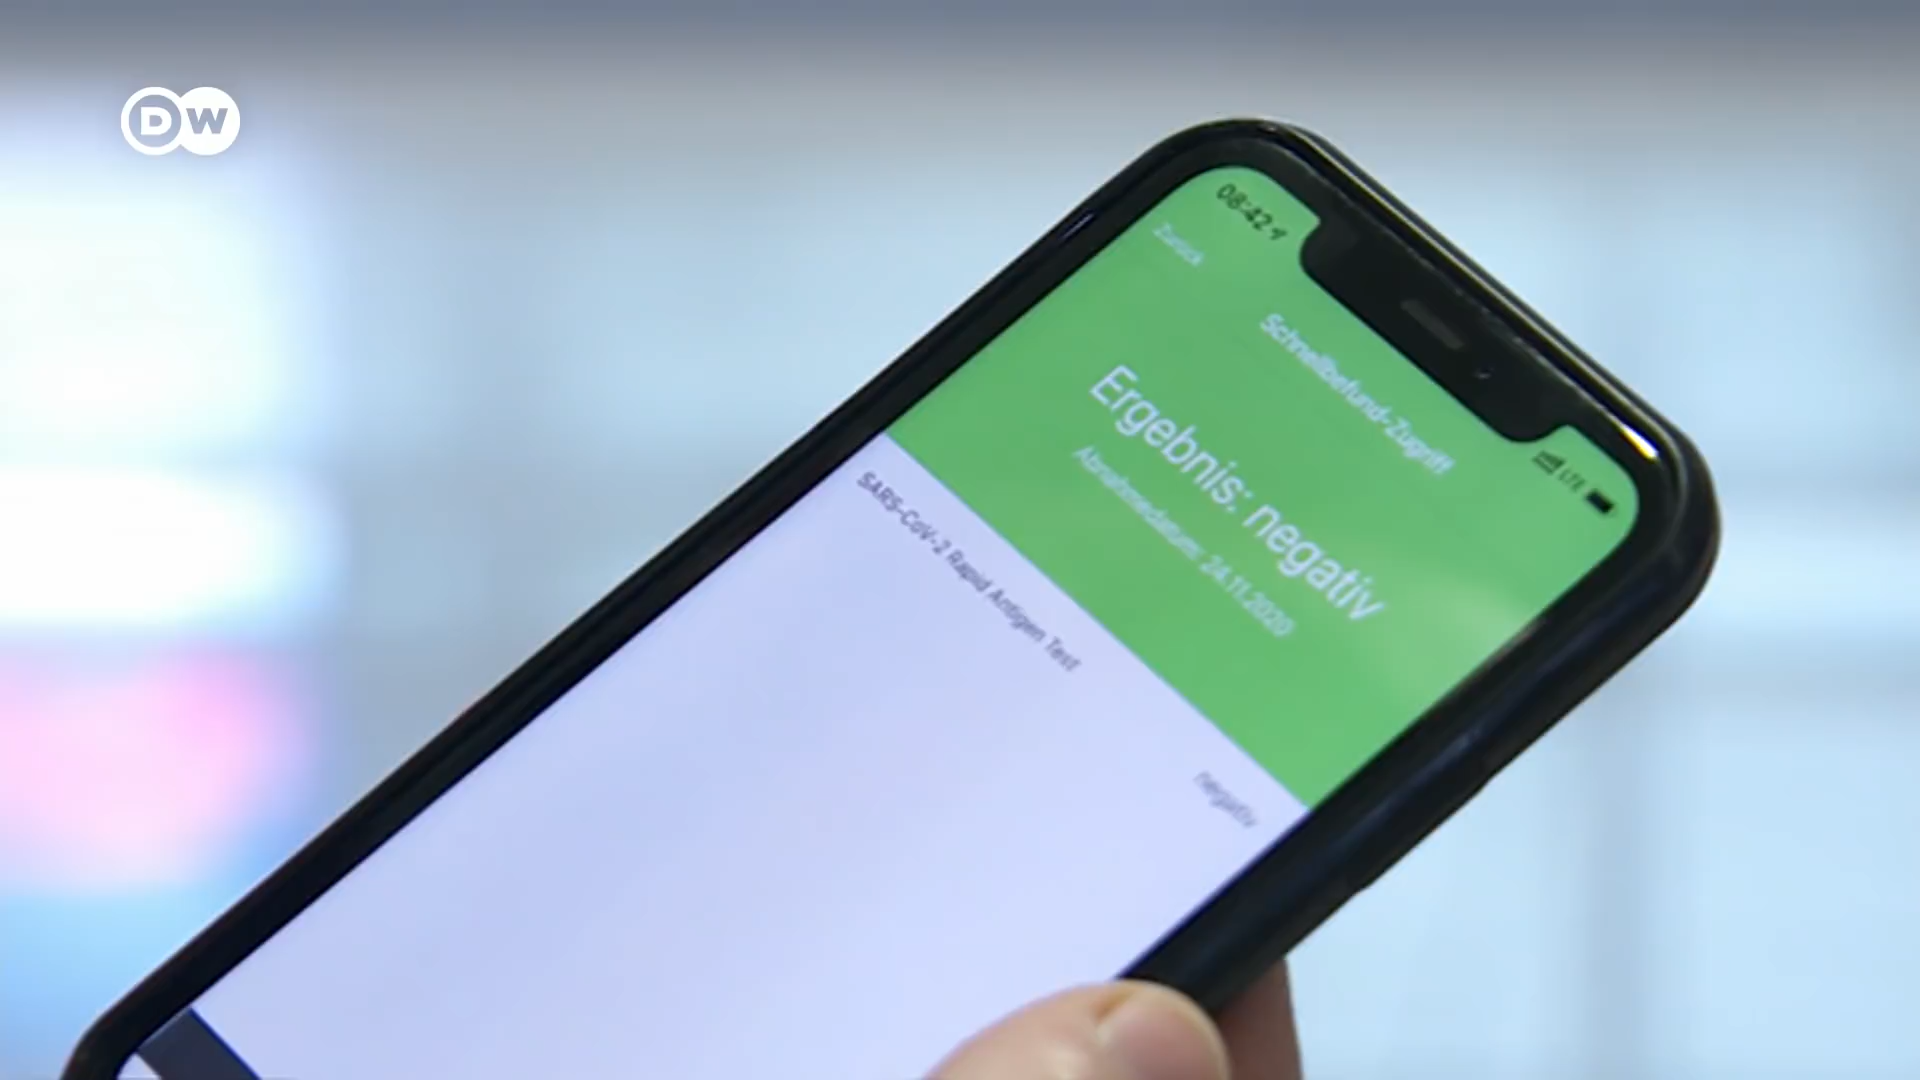 DW
08:42
LTE
Zurück
Schnellbefund-Zugriff
Ergebnis: negativ
Abnahmedatum: 24.11.2020
SARS-CoV-2 Rapid Antigen Test
negativ